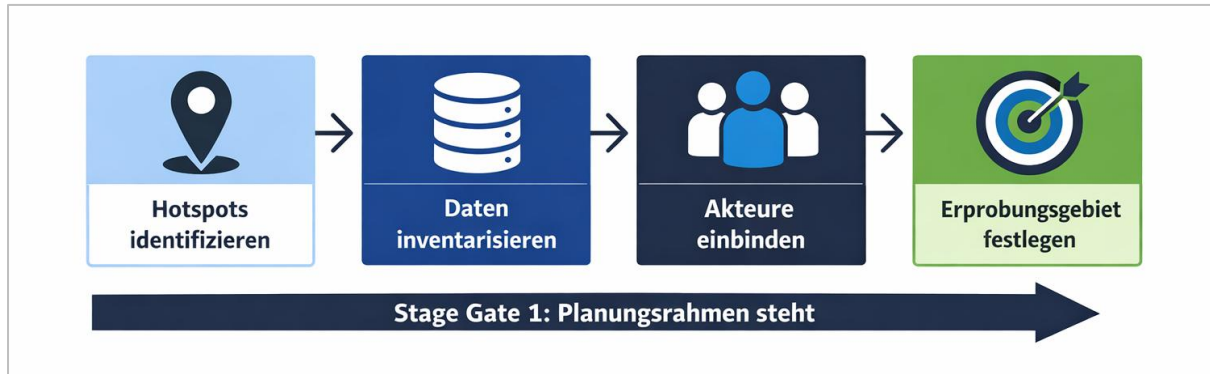 Hotspots
identifizieren
Daten
inventarisieren
Akteure
einbinden
Erprobungsgebiet
festlegen
Stage Gate 1: Planungsrahmen steht